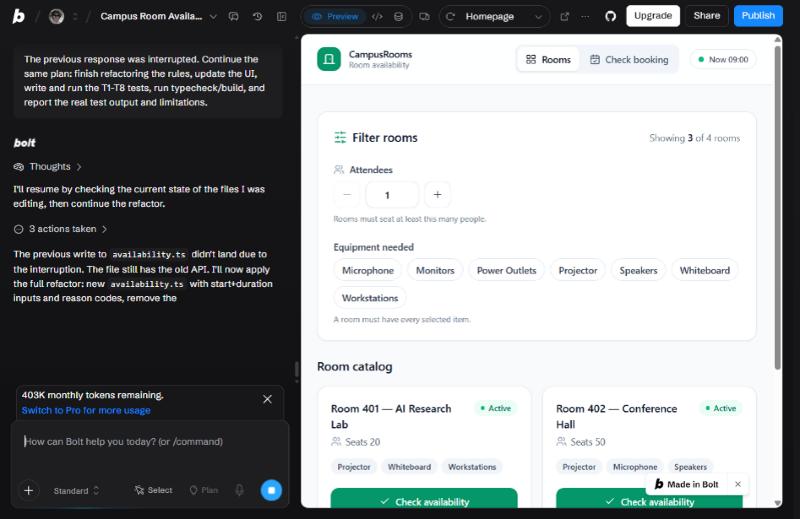 b
Campus Room Availa...
Preview
Homepage
Upgrade
Share
Publish
The previous response was interrupted. Continue the
same plan: finish refactoring the rules, update the UI,
write and run the T1-T8 tests, run typecheck/build, and
report the real test output and limitations.
bolt
Thoughts
I'll resume by checking the current state of the files I was
editing, then continue the refactor.
3 actions taken
The previous write to availability.ts didn't land due to
the interruption. The file still has the old API. I'll now apply
the full refactor: new availability.ts with start+duration
inputs and reason codes, remove the
403K monthly tokens remaining.
Switch to Pro for more usage
How can Bolt help you today? (or /command)
Standard
Select
Plan
CampusRooms
Room availability
Rooms
Check booking
Now 09:00
Filter rooms
Showing 3 of 4 rooms
Attendees
1
Rooms must seat at least this many people.
Equipment needed
Microphone
Monitors
Power Outlets
Projector
Speakers
Whiteboard
Workstations
A room must have every selected item.
Room catalog
Room 401 — AI Research
Lab
Active
Seats 20
Projector
Whiteboard
Workstations
Check availability
Room 402 — Conference
Hall
Active
Seats 50
Projector
Microphone
Speakers
Check availability
b Made in Bolt